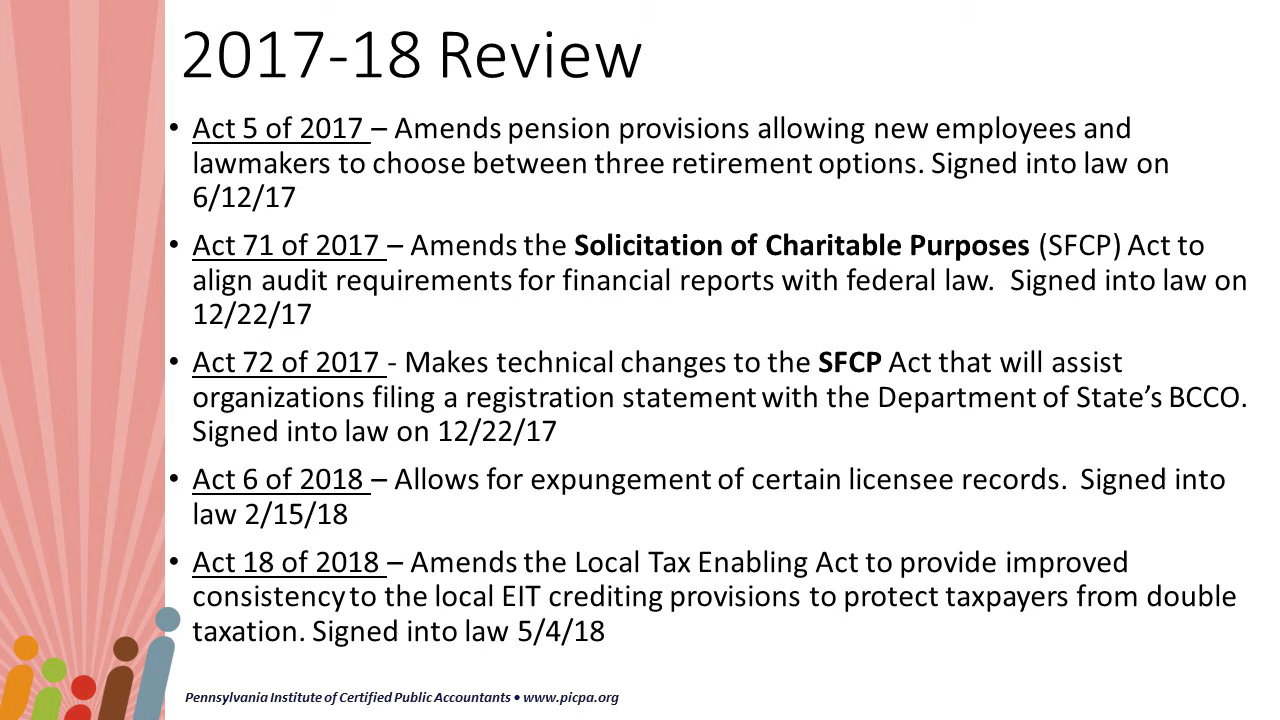 2017-18 Review
• Act 5 of 2017 – Amends pension provisions allowing new employees and
lawmakers to choose between three retirement options. Signed into law on
6/12/17
• Act 71 of 2017 – Amends the Solicitation of Charitable Purposes (SFCP) Act to
align audit requirements for financial reports with federal law.  Signed into law on
12/22/17
• Act 72 of 2017 - Makes technical changes to the SFCP Act that will assist
organizations filing a registration statement with the Department of State’s BCCO.
Signed into law on 12/22/17
• Act 6 of 2018 – Allows for expungement of certain licensee records.  Signed into
law 2/15/18
• Act 18 of 2018 – Amends the Local Tax Enabling Act to provide improved
consistency to the local EIT crediting provisions to protect taxpayers from double
taxation. Signed into law 5/4/18
Pennsylvania Institute of Certified Public Accountants • www.picpa.org